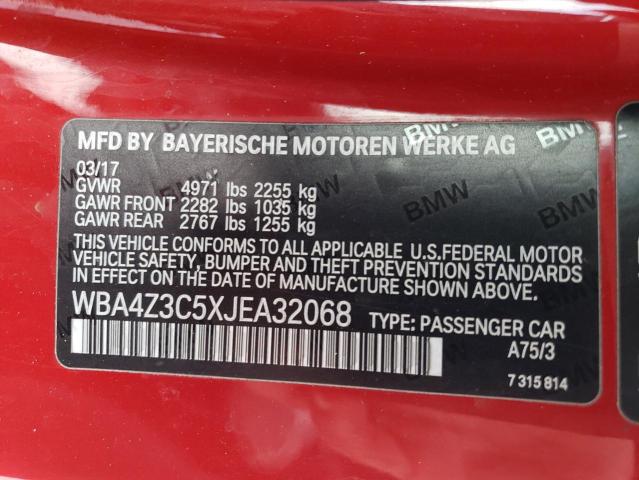 MFD BY BAYERISCHE MOTOREN WERKE AG
03/17
GVWR 4971 lbs 2255 kg
GAWR FRONT 2282 lbs 1035 kg
GAWR REAR 2767 lbs 1255 kg
THIS VEHICLE CONFORMS TO ALL APPLICABLE U.S.FEDERAL MOTOR
VEHICLE SAFETY, BUMPER, AND THEFT PREVENTION STANDARDS
IN EFFECT ON THE DATE OF MANUFACTURE SHOWN ABOVE.
WBA4Z3C5XJEA32068 TYPE: PASSENGER CAR
A75/3
7 315 814